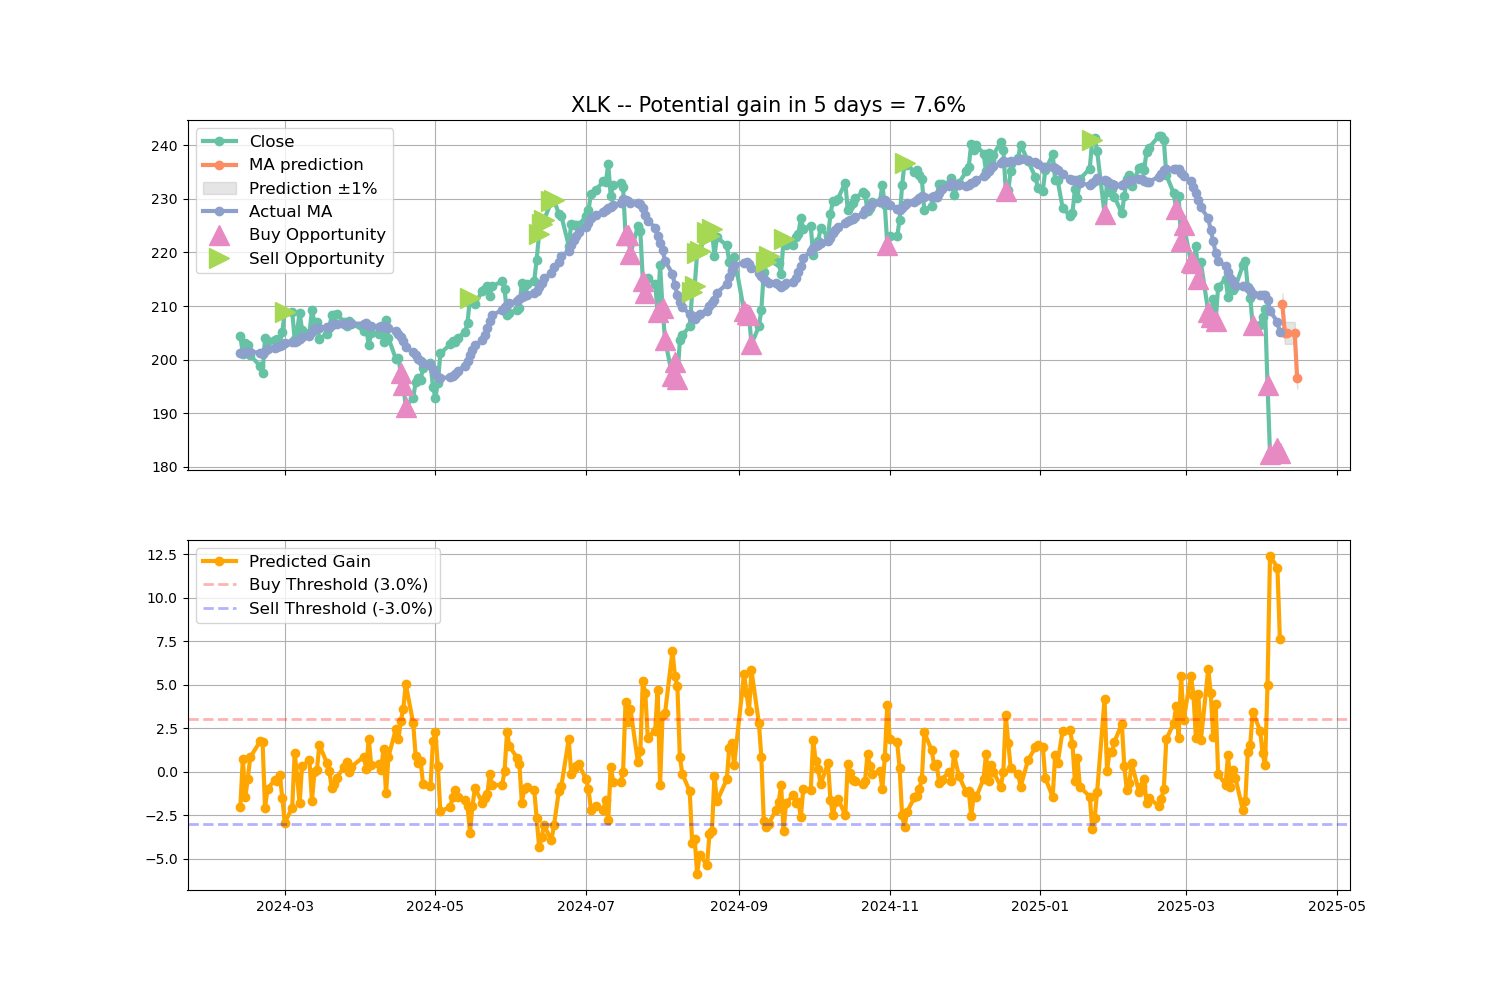 XLK -- Potential gain in 5 days = 7.6%
Close
MA prediction
Prediction ±1%
Actual MA
Buy Opportunity
Sell Opportunity
240
230
220
210
200
190
180
Predicted Gain
Buy Threshold (3.0%)
Sell Threshold (-3.0%)
12.5
10.0
7.5
5.0
2.5
0.0
−2.5
−5.0
2024-03 2024-05 2024-07 2024-09 2024-11 2025-01 2025-03 2025-05